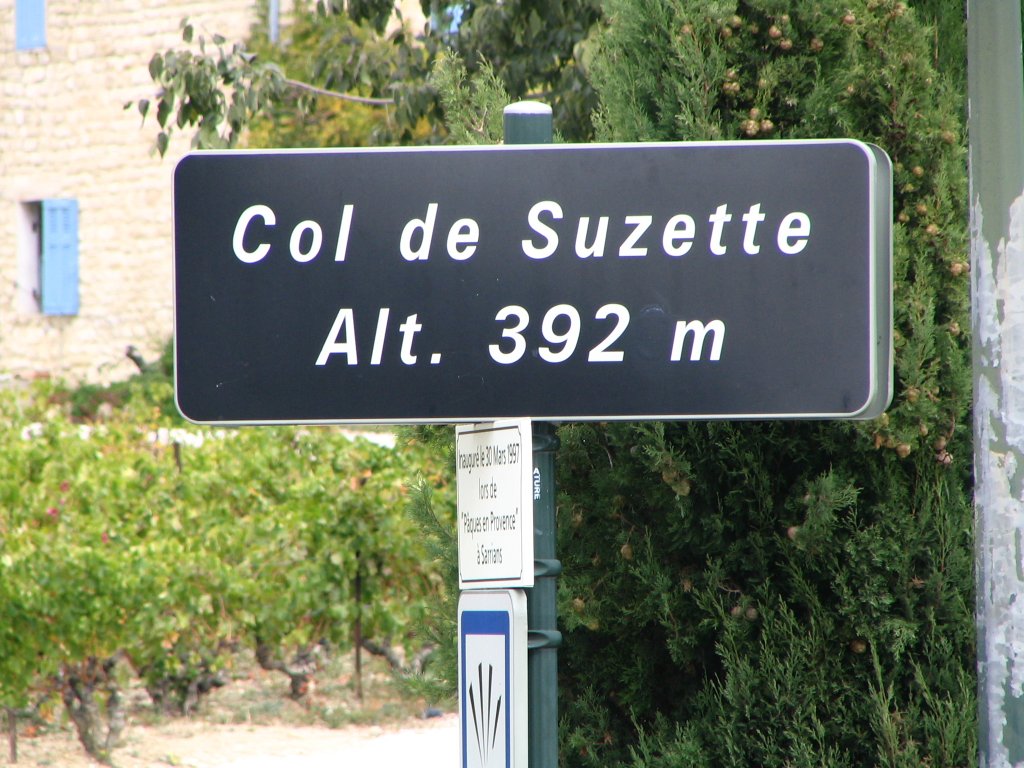 Col de Suzette
Alt. 392 m
Inauguré le 30 Mars 1997
lors de
"Pâques en Provence"
à Sarrians